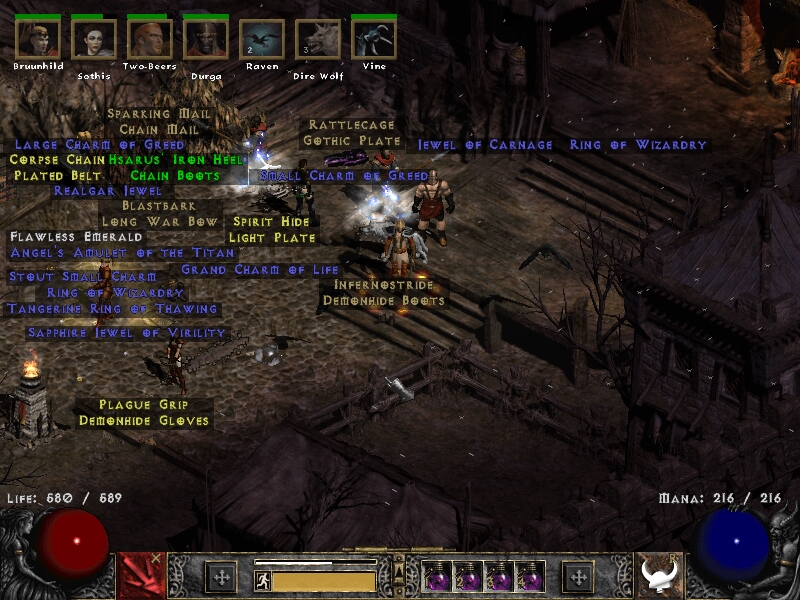 Bruunhild
Sothis
Two-Beers
Durga
2
Raven
3
Dire Wolf
Vine
Sparking Mail
Chain Mail
Rattlecage
Gothic Plate
Large Charm of Greed
Jewel of Carnage
Ring of Wizardry
Corpse Chain
Plated Belt
Hsarus' Iron Heel
Chain Boots
Small Charm of Greed
Realgar Jewel
Blastbark
Long War Bow
Spirit Hide
Light Plate
Flawless Emerald
Angel's Amulet of the Titan
Grand Charm of Life
Stout Small Charm
Ring of Wizardry
Infernostride
Demonhide Boots
Tangerine Ring of Thawing
Sapphire Jewel of Virility
Plague Grip
Demonhide Gloves
Life: 580 / 589
Mana: 216 / 216